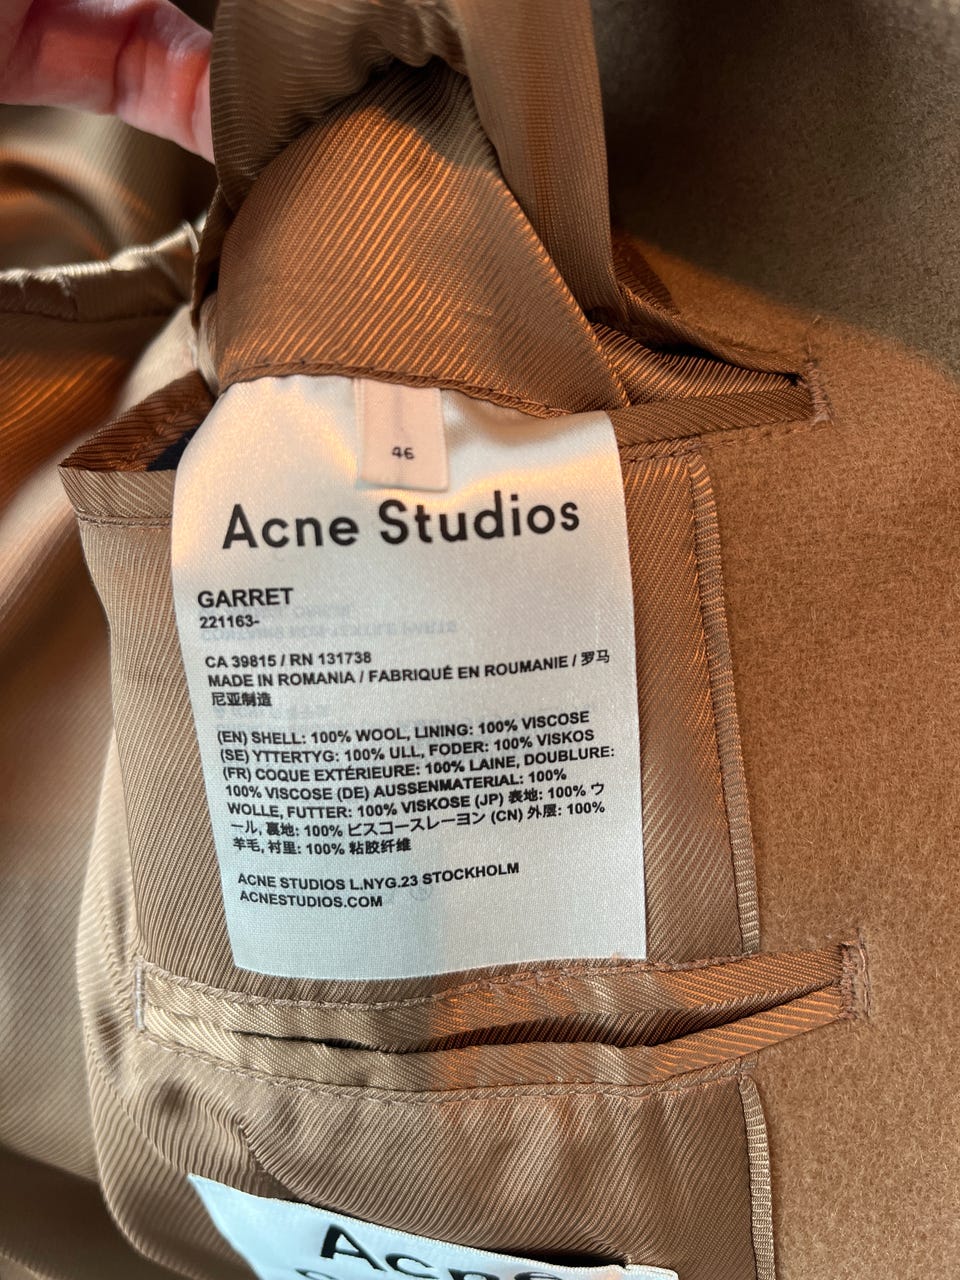 46
Acne Studios
GARRET
221163-
CA 39815 / RN 131738
MADE IN ROMANIA / FABRIQUÉ EN ROUMANIE / 罗马
尼亚制造
(EN) SHELL: 100% WOOL, LINING: 100% VISCOSE
(SE) YTTERTYG: 100% ULL, FODER: 100% VISKOS
(FR) COQUE EXTÉRIEURE: 100% LAINE, DOUBLURE:
100% VISCOSE (DE) AUSSENMATERIAL: 100%
WOLLE, FUTTER: 100% VISKOSE (JP) 表地: 100% ウ
ール, 裏地: 100% ビスコースレーヨン (CN) 外层: 100%
羊毛, 衬里: 100% 粘胶纤维
ACNE STUDIOS L.NYG.23 STOCKHOLM
ACNESTUDIOS.COM
Acne